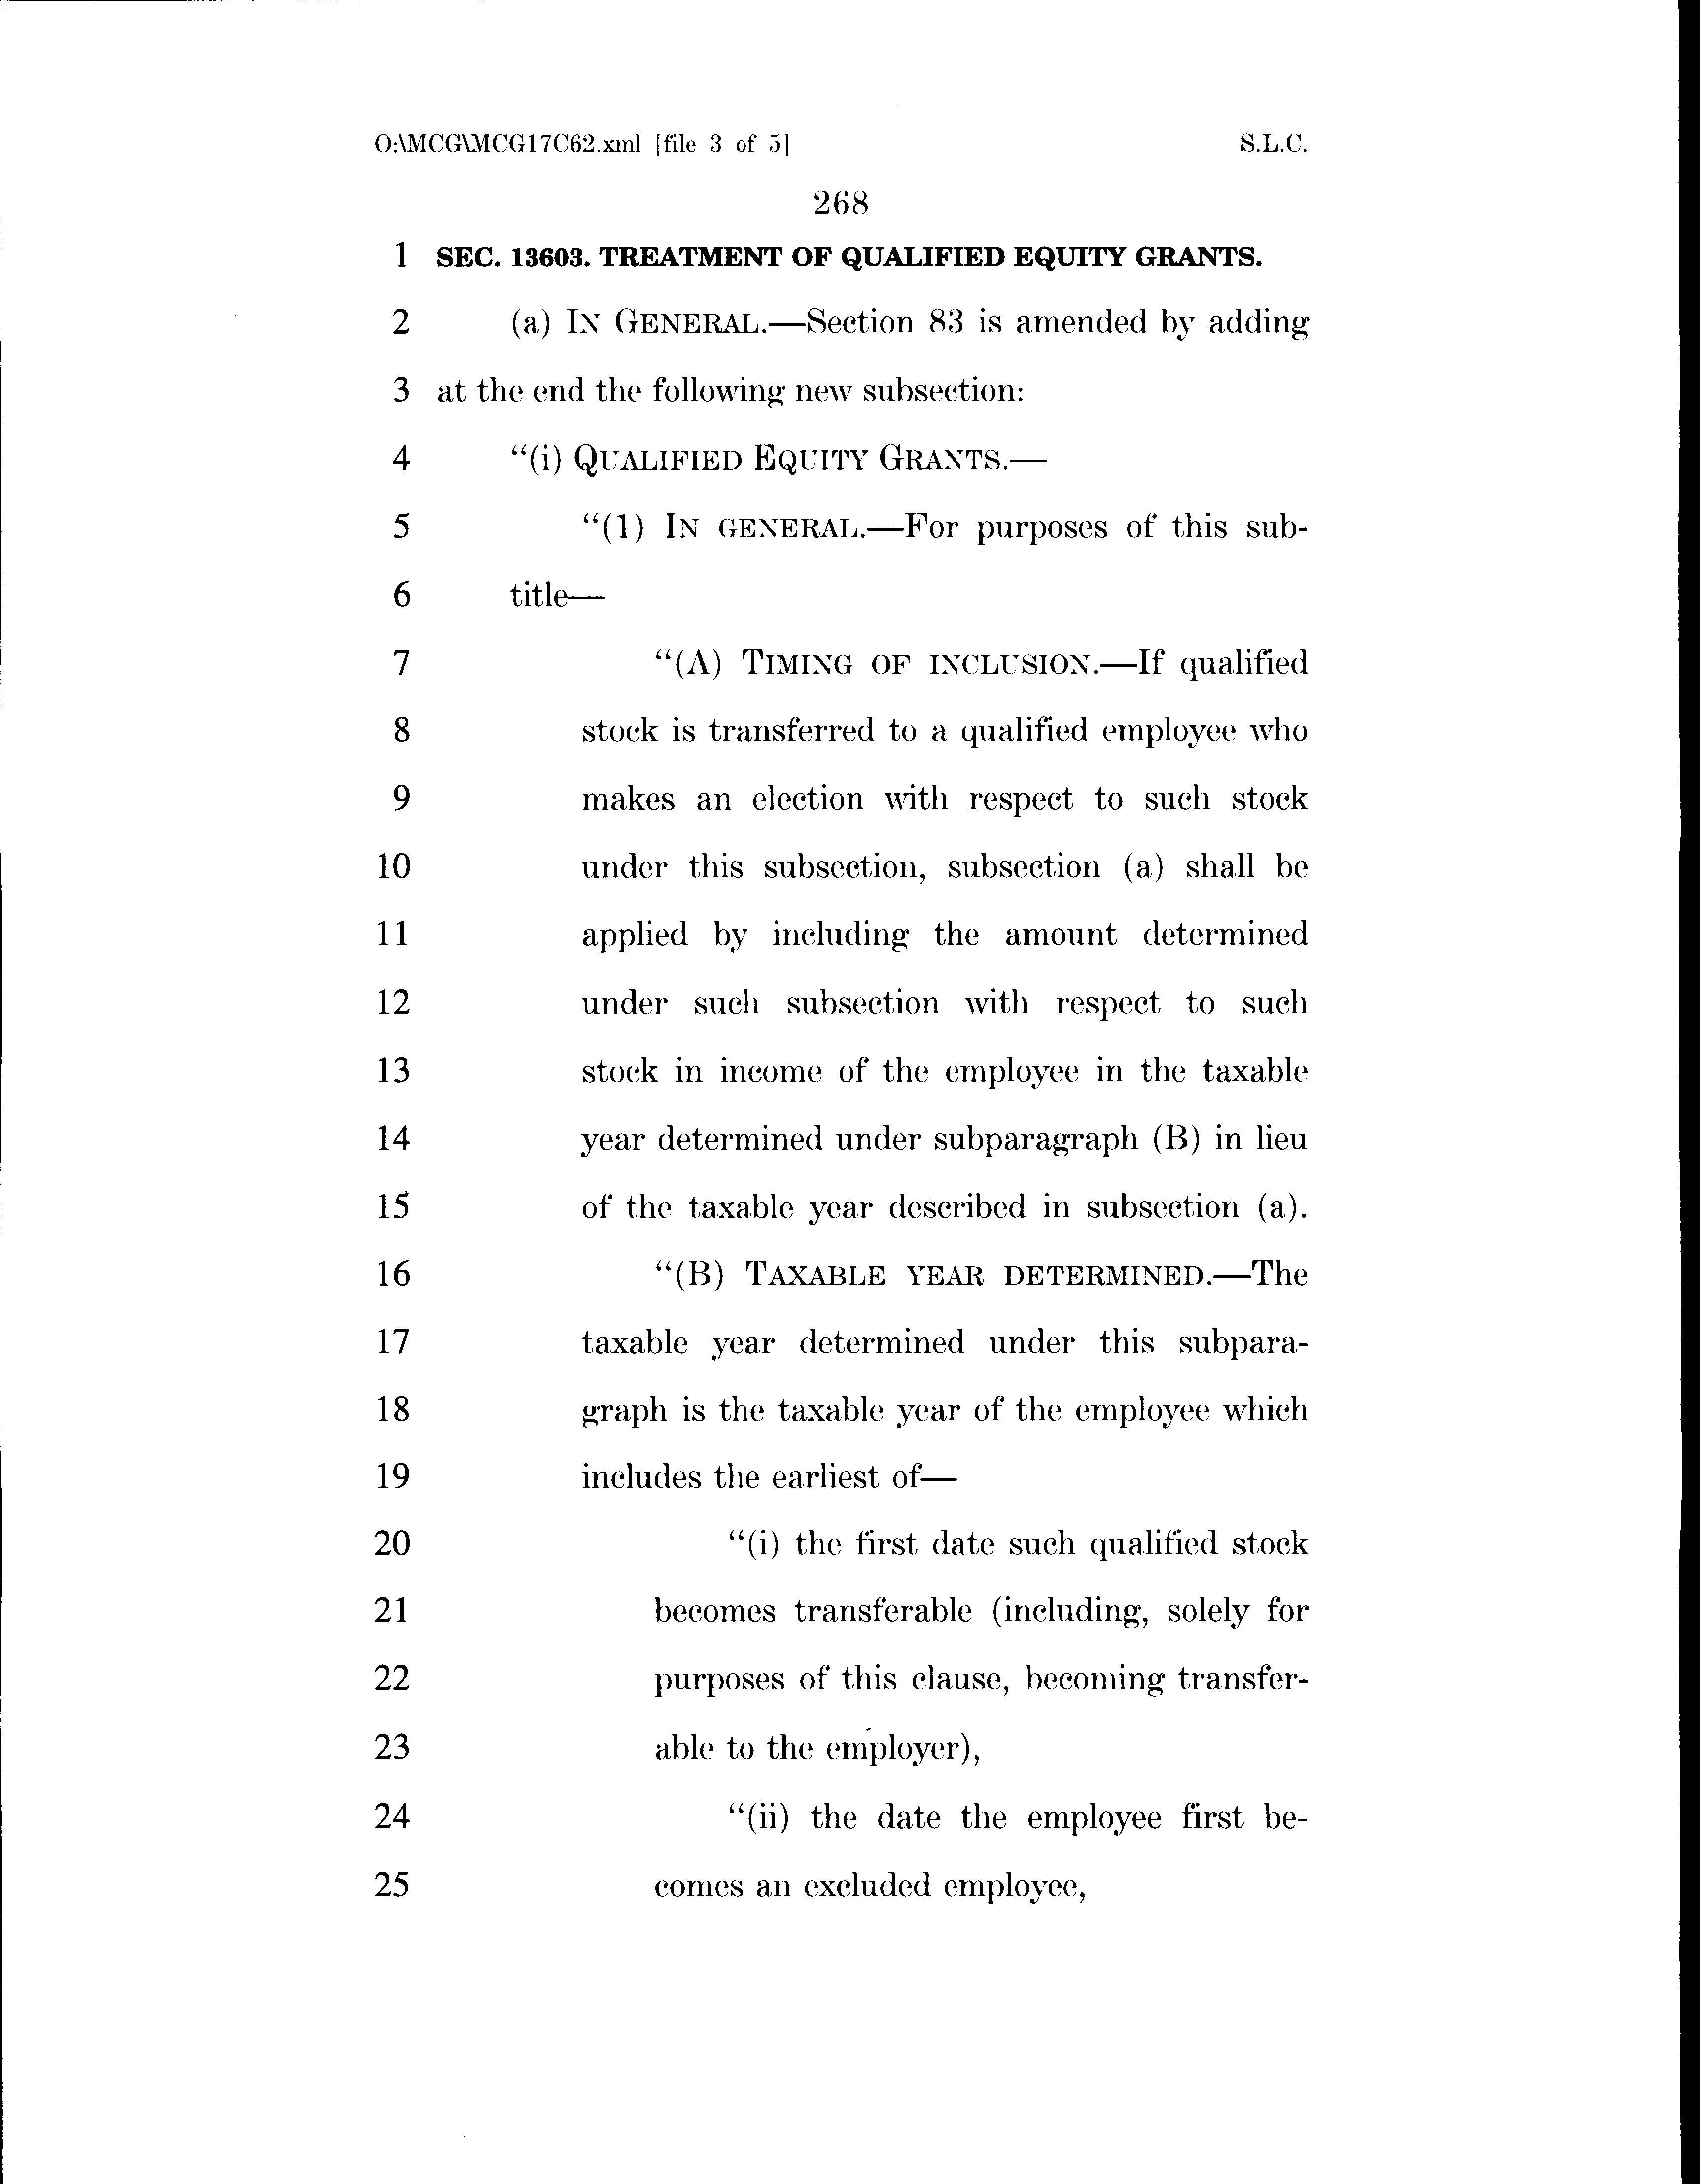 O:\MCG\MCG17C62.xml [file 3 of 5] S.L.C.
268
1 SEC. 13603. TREATMENT OF QUALIFIED EQUITY GRANTS.
2 (a) IN GENERAL.—Section 83 is amended by adding
3 at the end the following new subsection:
4 “(i) QUALIFIED EQUITY GRANTS.—
5 “(1) IN GENERAL.—For purposes of this sub-
6 title—
7 “(A) TIMING OF INCLUSION.—If qualified
8 stock is transferred to a qualified employee who
9 makes an election with respect to such stock
10 under this subsection, subsection (a) shall be
11 applied by including the amount determined
12 under such subsection with respect to such
13 stock in income of the employee in the taxable
14 year determined under subparagraph (B) in lieu
15 of the taxable year described in subsection (a).
16 “(B) TAXABLE YEAR DETERMINED.—The
17 taxable year determined under this subpara-
18 graph is the taxable year of the employee which
19 includes the earliest of—
20 “(i) the first date such qualified stock
21 becomes transferable (including, solely for
22 purposes of this clause, becoming transfer-
23 able to the employer),
24 “(ii) the date the employee first be-
25 comes an excluded employee,